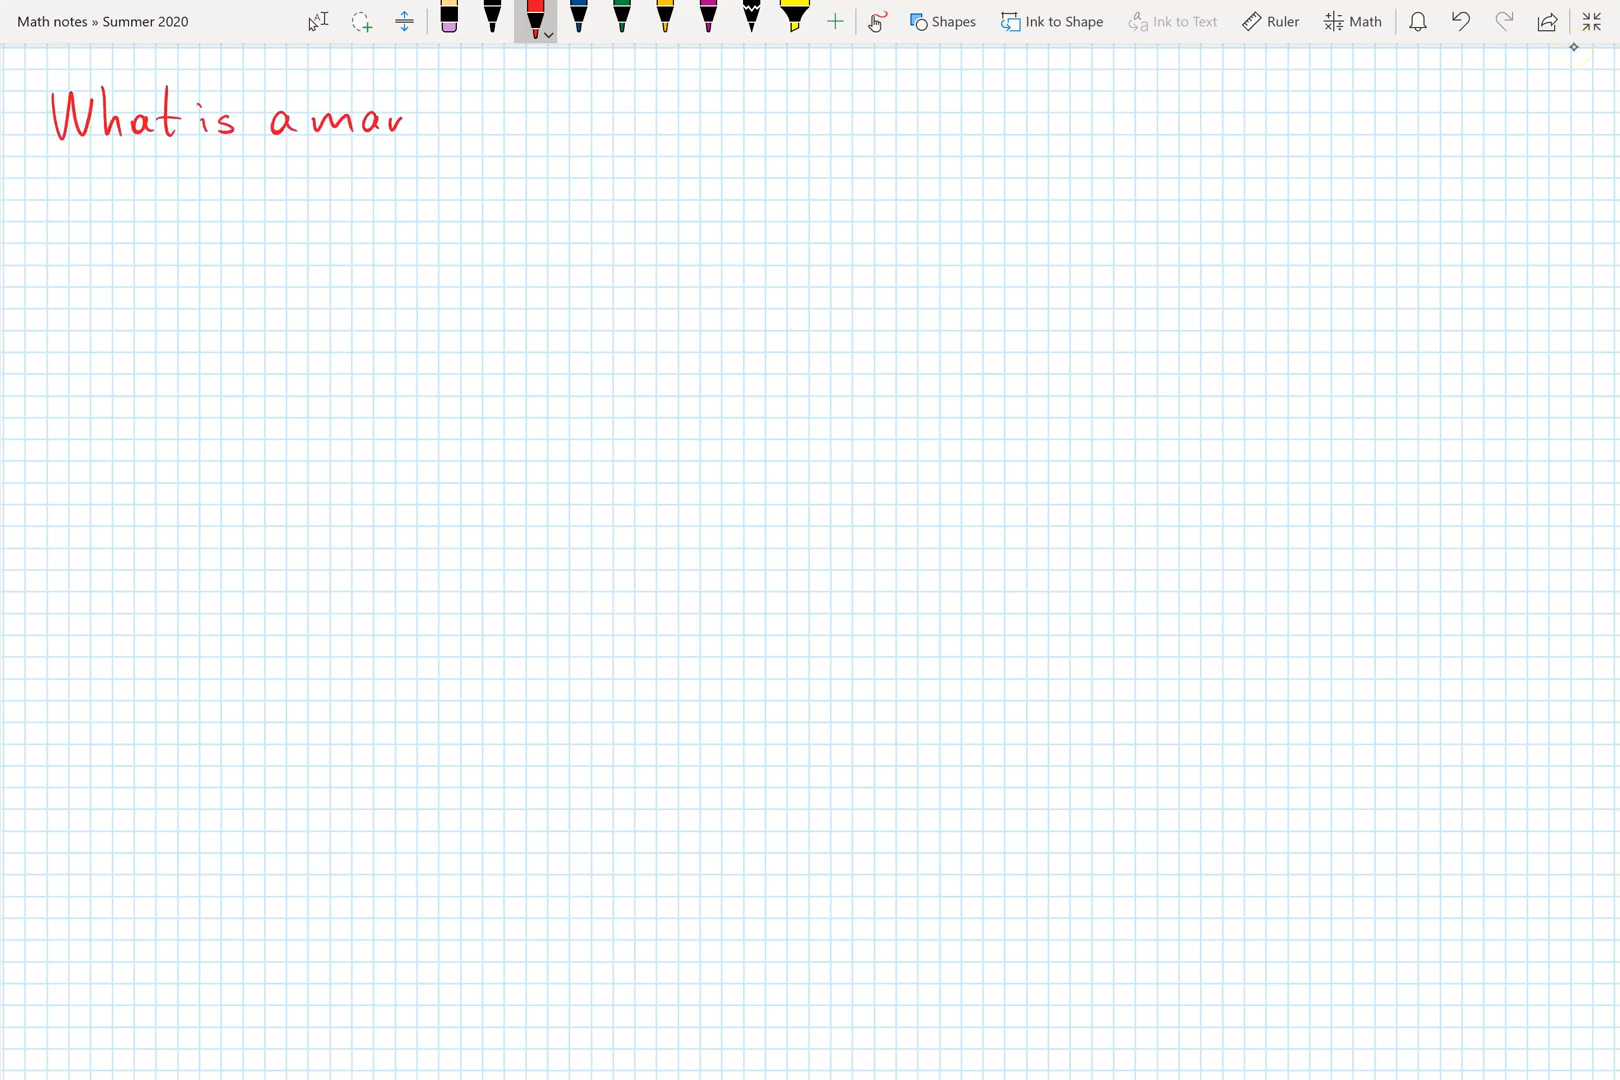 Math notes » Summer 2020 Shapes Ink to Shape Ink to Text Ruler Math
What is a mar